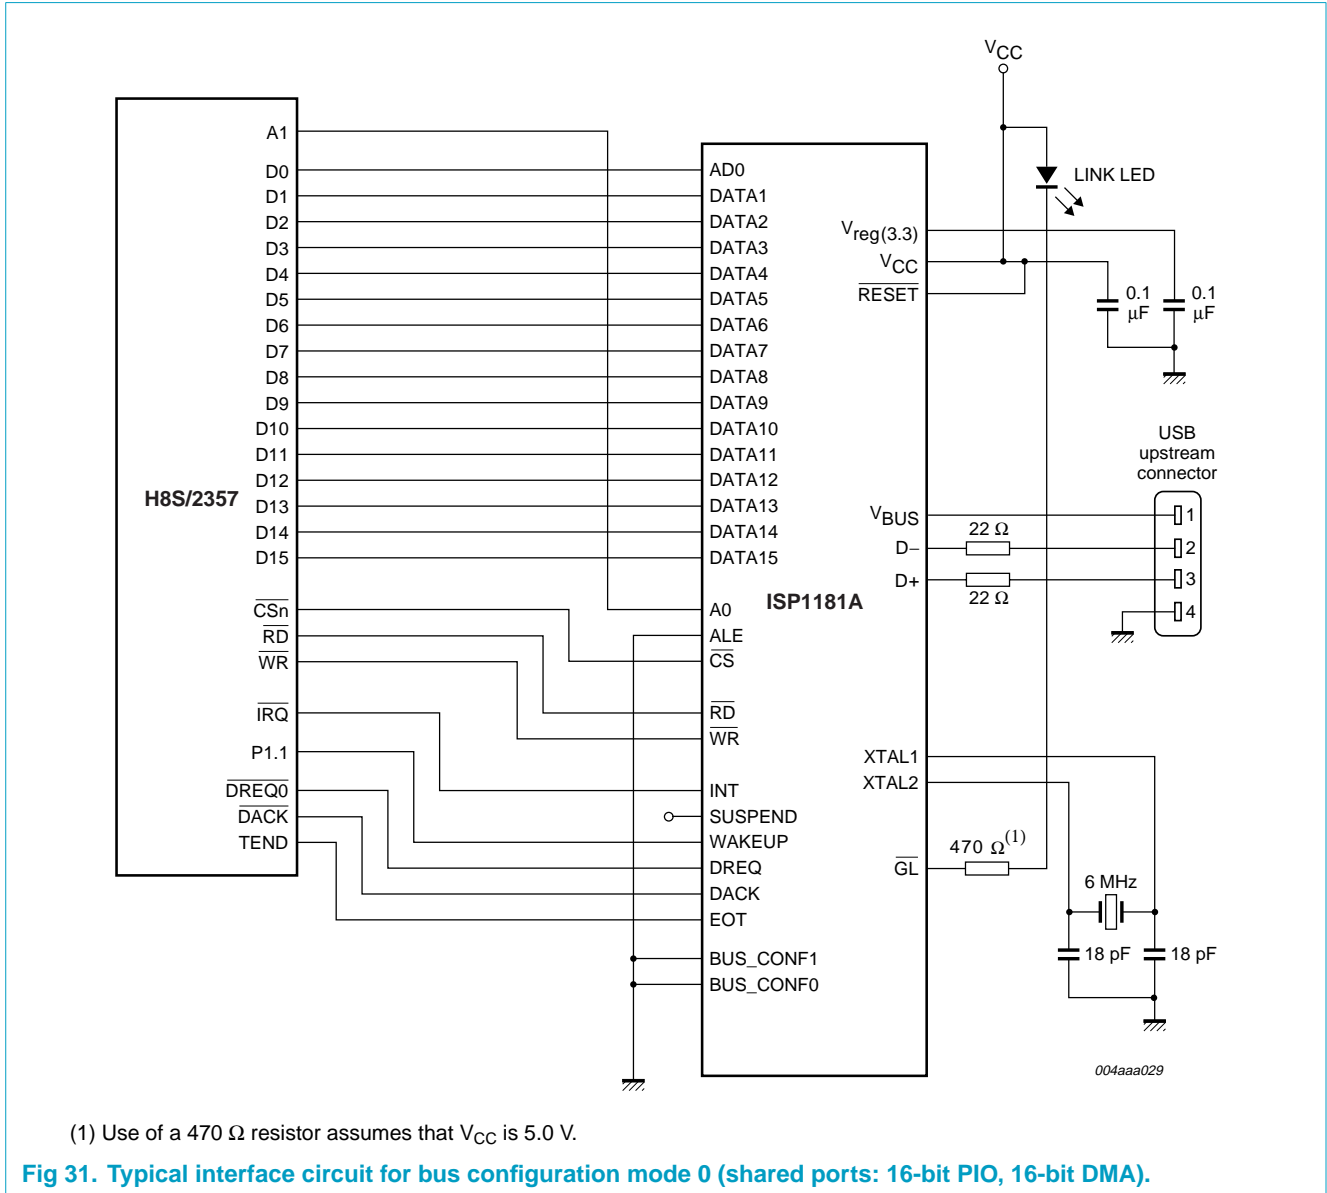 V_CC
A1
D0
D1
D2
D3
D4
D5
D6
D7
D8
D9
D10
D11
D12
D13
D14
D15
CSn
RD
WR
IRQ
P1.1
DREQ0
DACK
TEND
H8S/2357
AD0
DATA1
DATA2
DATA3
DATA4
DATA5
DATA6
DATA7
DATA8
DATA9
DATA10
DATA11
DATA12
DATA13
DATA14
DATA15
A0
ALE
CS
RD
WR
INT
SUSPEND
WAKEUP
DREQ
DACK
EOT
BUS_CONF1
BUS_CONF0
ISP1181A
V_reg(3.3)
V_CC
RESET
V_BUS
D−
D+
XTAL1
XTAL2
GL
LINK LED
0.1
μF
0.1
μF
USB
upstream
connector
1
2
3
4
22 Ω
22 Ω
470 Ω(1)
6 MHz
18 pF
18 pF
004aaa029
(1) Use of a 470 Ω resistor assumes that V_CC is 5.0 V.
Fig 31. Typical interface circuit for bus configuration mode 0 (shared ports: 16-bit PIO, 16-bit DMA).